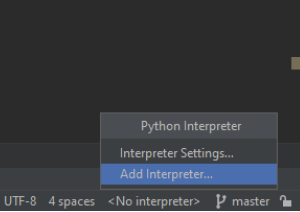 Python Interpreter
Interpreter Settings...
Add Interpreter...
UTF-8 4 spaces <No interpreter> master